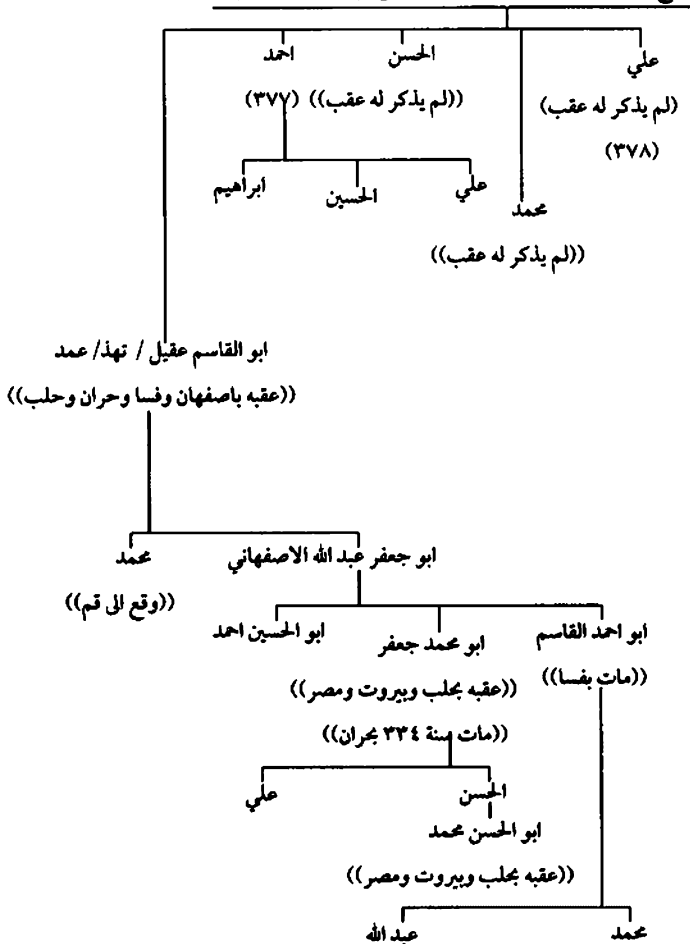 علي
الحسن
احمد
(لم يذكر له عقب)
((لم يذكر له عقب))
(٣٧٧)
(٣٧٨)
علي
الحسين
ابراهيم
محمد
((لم يذكر له عقب))
ابو القاسم عقيل / تهذ/ عمد
((عقبه باصفهان وفسا وحران وحلب))
ابو جعفر عبد الله الاصفهاني
محمد
((وقع الى قم))
ابو احمد القاسم
ابو محمد جعفر
ابو الحسين احمد
((مات بفسا))
((عقبه بحلب وبيروت ومصر))
((مات سنة ٣٣٤ بحران))
الحسن
علي
ابو الحسن محمد
((عقبه بحلب وبيروت ومصر))
محمد
عبد الله